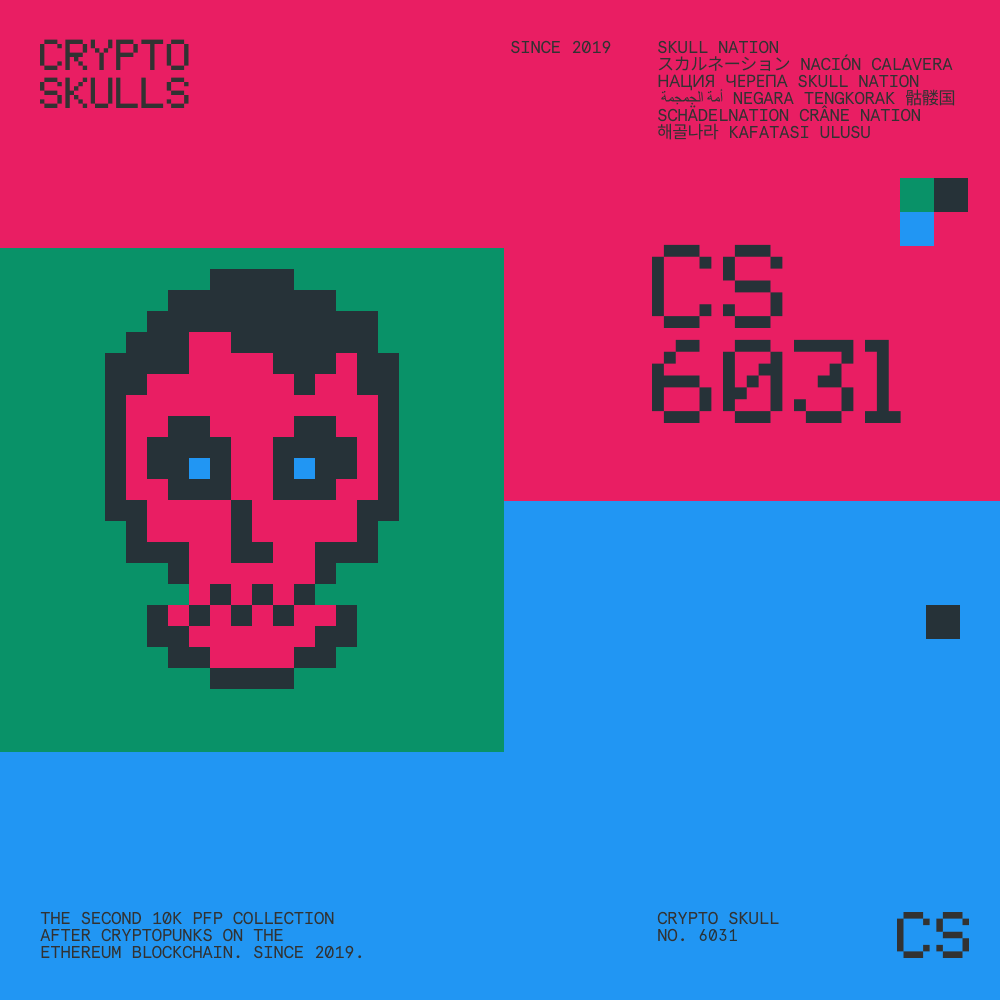 CRYPTO
SKULLS
SINCE 2019
SKULL NATION
スカルネーション NACIÓN CALAVERA
НАЦИЯ ЧЕРЕПА SKULL NATION
أمة الجمجمة NEGARA TENGKORAK 骷髅国
SCHÄDELNATION CRÂNE NATION
해골나라 KAFATASI ULUSU
CS
6031
THE SECOND 10K PFP COLLECTION
AFTER CRYPTOPUNKS ON THE
ETHEREUM BLOCKCHAIN. SINCE 2019.
CRYPTO SKULL
NO. 6031
CS